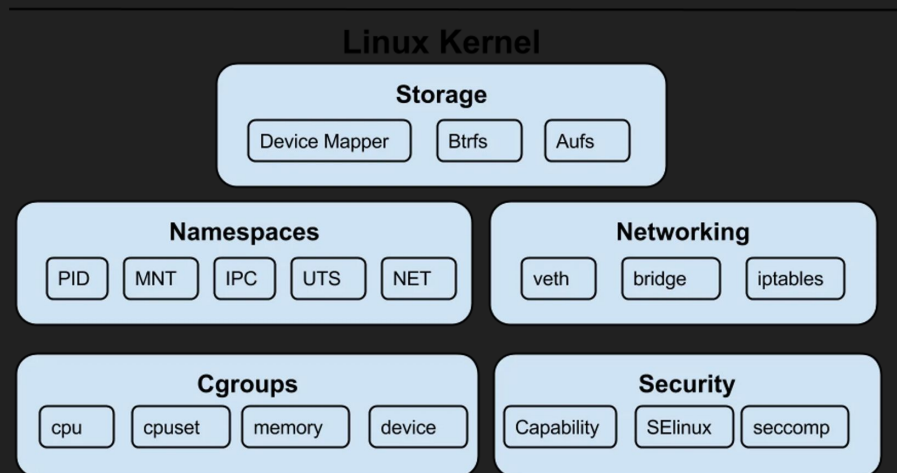 Linux Kernel
Storage
Device Mapper Btrfs Aufs
Namespaces
PID MNT IPC UTS NET
Networking
veth bridge iptables
Cgroups
cpu cpuset memory device
Security
Capability SElinux seccomp